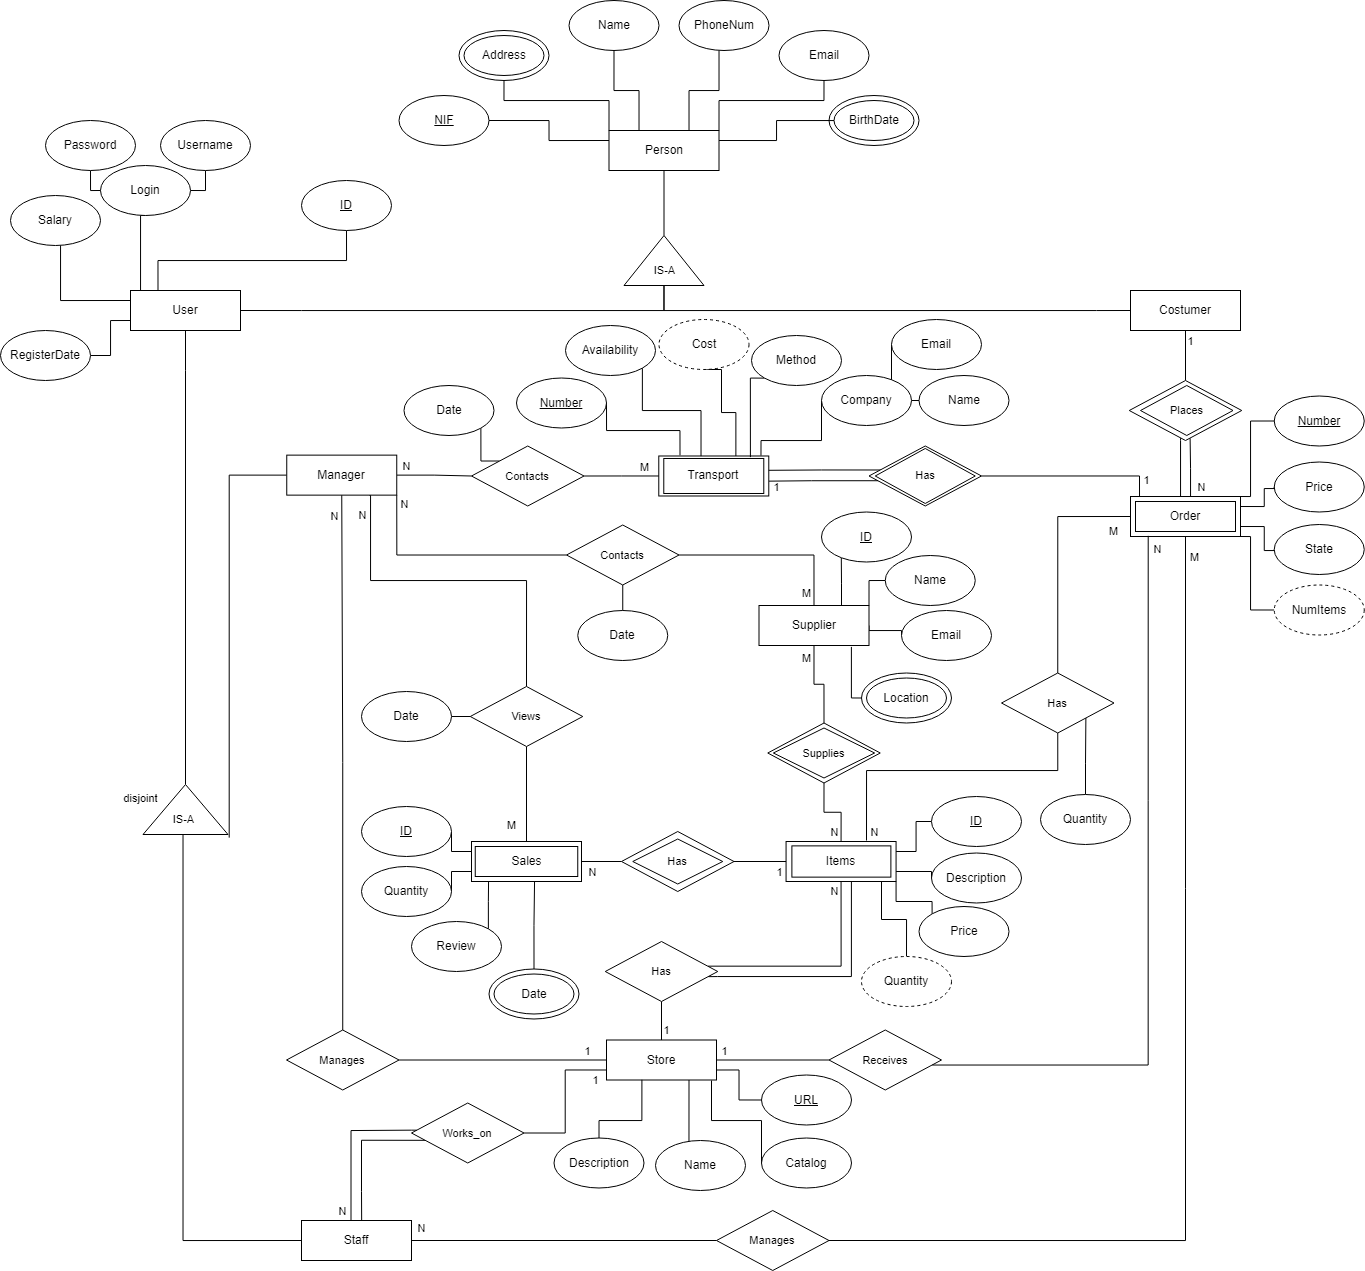 Name
PhoneNum
Address
Email
NIF
BirthDate
Person
Password
Username
Login
Salary
ID
IS-A
User
Costumer
RegisterDate
1
Availability
Cost
Method
Email
Date
Number
Company
Name
Places
Number
Manager
N
Contacts
M
Transport
1
Has
1
N
Price
N
N
N
Order
M
State
N
M
ID
Contacts
Name
M
NumItems
Supplier
Date
Email
M
Location
Date
Views
Has
Supplies
disjoint
IS-A
Quantity
ID
M
N
N
ID
Sales
N
Has
1
Items
Quantity
N
Description
Review
Price
Has
Quantity
Date
1
Manages
1
Store
1
Receives
1
URL
Works_on
Description
Name
Catalog
N
Staff
N
Manages